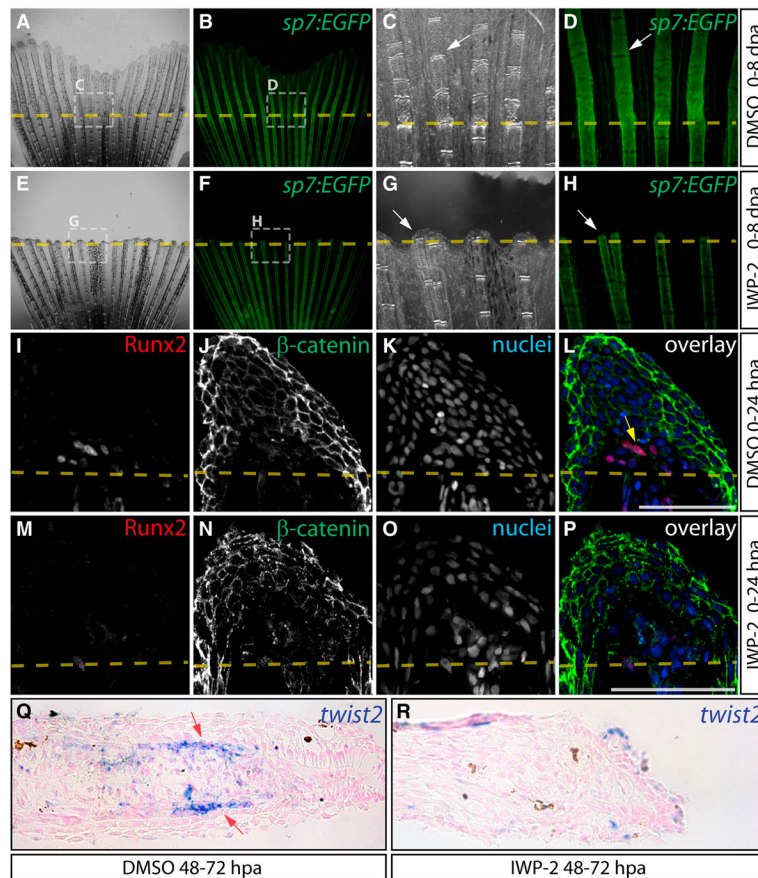 A
C
B
sp7:EGFP
D
C
D
sp7:EGFP
DMSO 0-8 dpa
E
G
F
sp7:EGFP
H
G
H
sp7:EGFP
IWP-2 0-8 dpa
I
Runx2
J
β-catenin
K
nuclei
L
overlay
DMSO 0-24 hpa
M
Runx2
N
β-catenin
O
nuclei
P
overlay
IWP-2 0-24 hpa
Q
twist2
R
twist2
DMSO 48-72 hpa
IWP-2 48-72 hpa